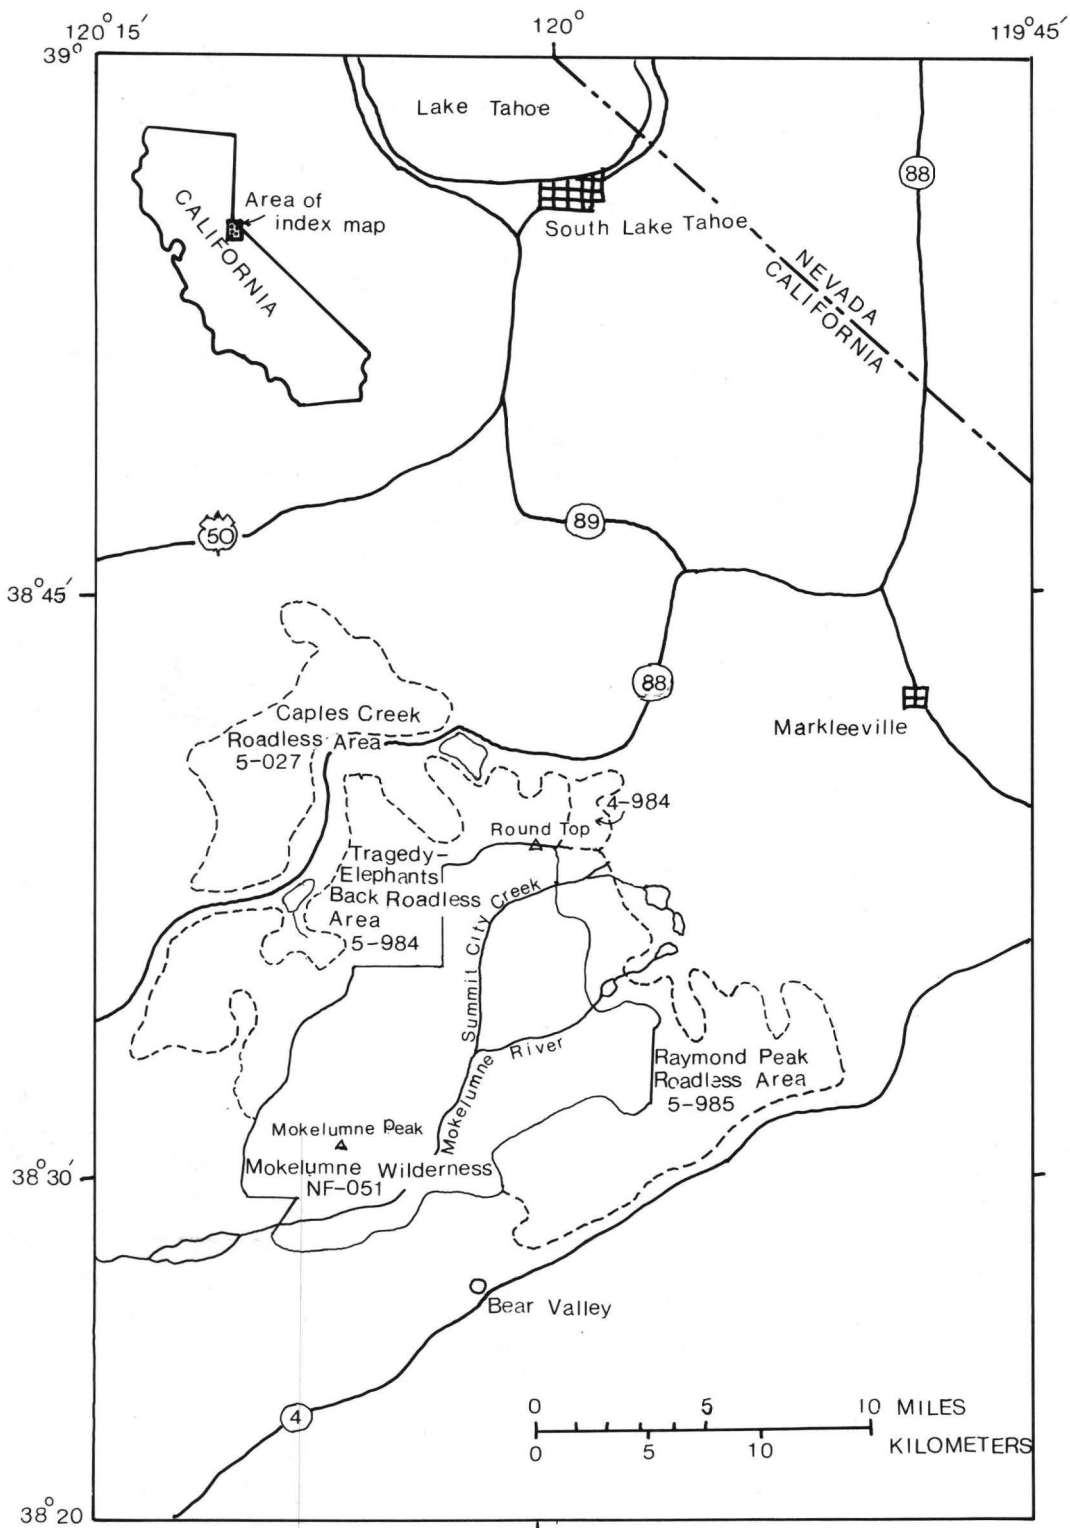 120°15′
120°
119°45′
39°
Lake Tahoe
88
Area of
index map
CALIFORNIA
South Lake Tahoe
NEVADA
CALIFORNIA
50
89
38°45′
88
Caples Creek
Roadless Area
5-027
Markleeville
4-984
Round Top
Tragedy-
Elephants
Back Roadless
Area
5-984
Summit City Creek
Mokelumne River
Raymond Peak
Roadless Area
5-985
Mokelumne Peak
38°30′
Mokelumne Wilderness
NF-051
Bear Valley
4
0 5 10 MILES
0 5 10 KILOMETERS
38°20